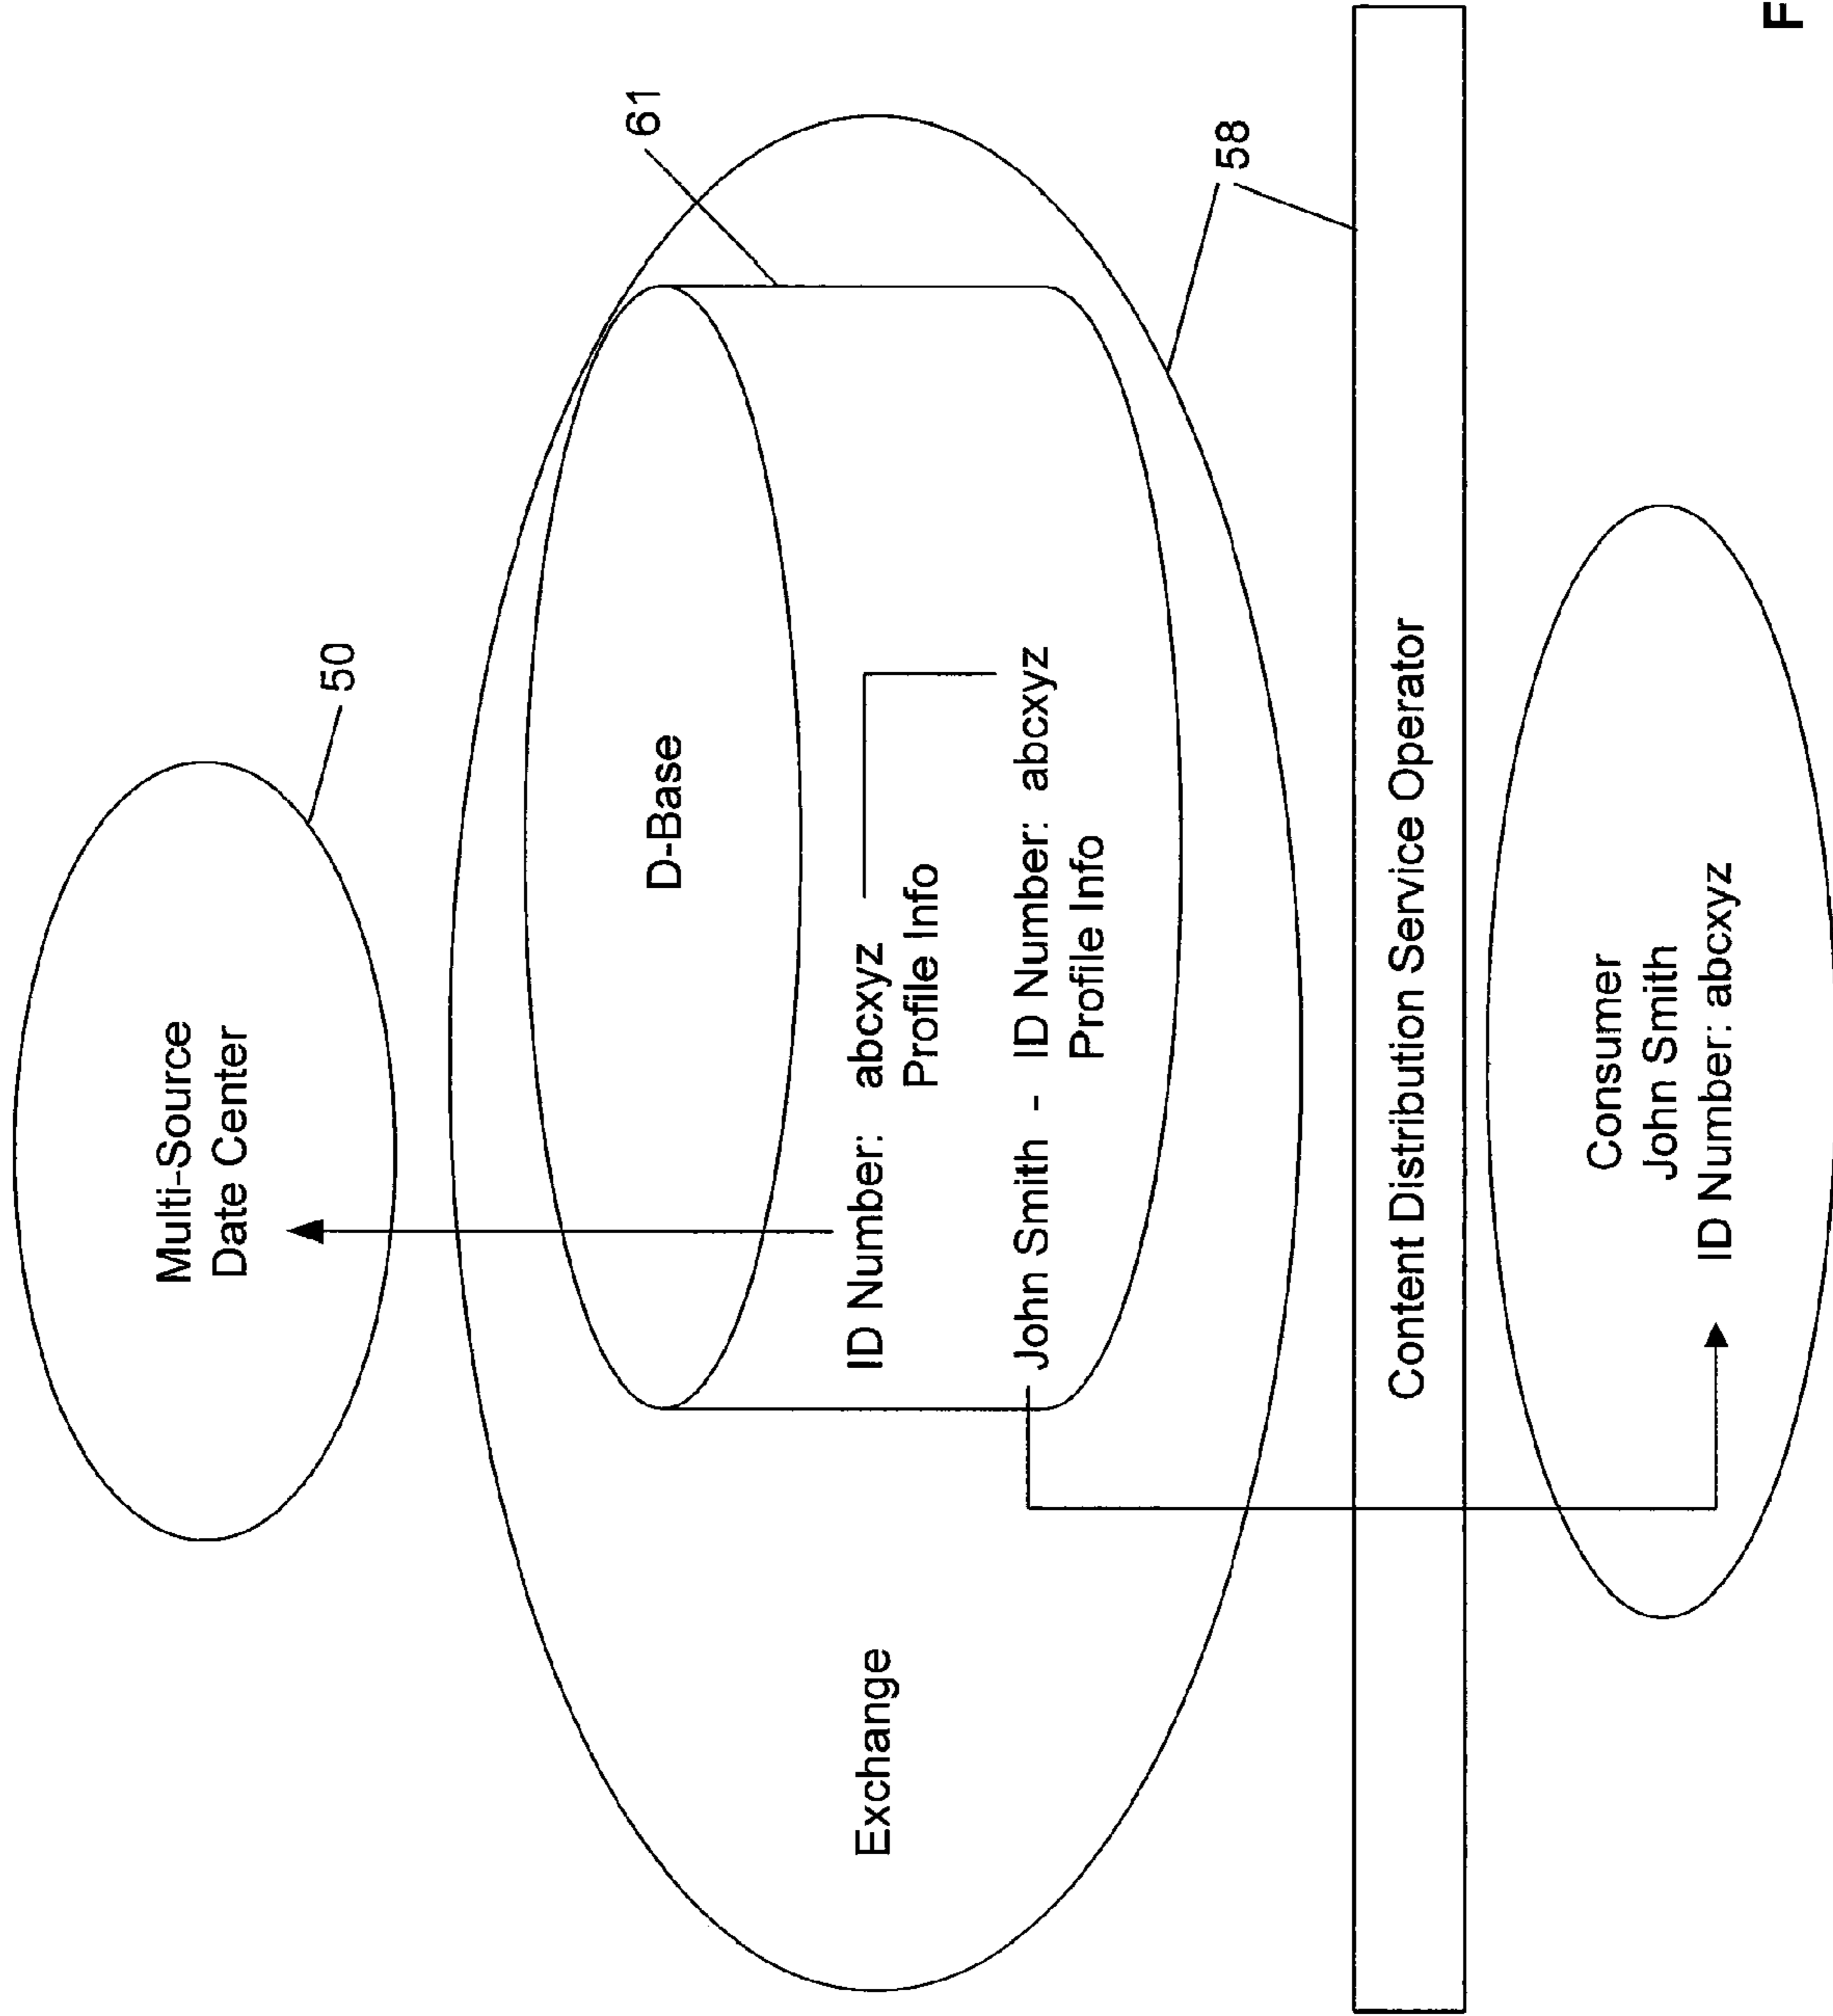 Multi-Source
Date Center
50
61
D-Base
Exchange
ID Number: abcxyz
Profile Info
John Smith - ID Number: abcxyz
Profile Info
58
Content Distribution Service Operator
Consumer
John Smith
ID Number: abcxyz
F